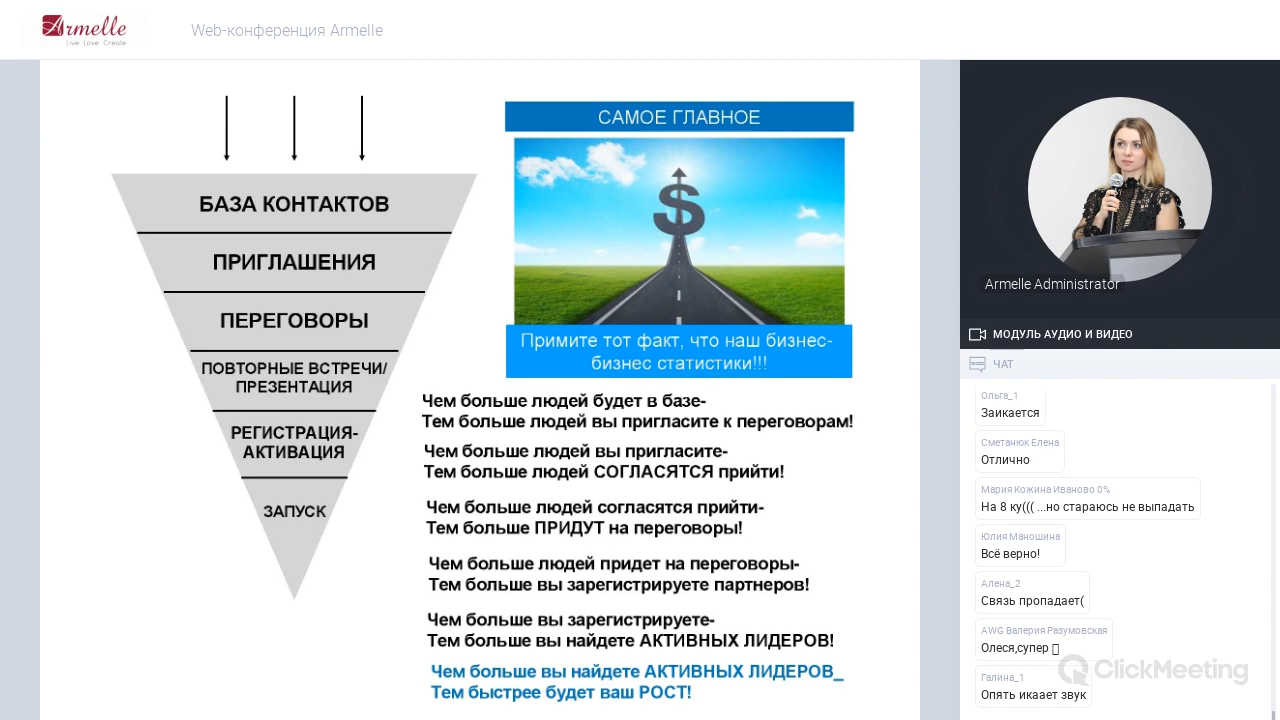 Armelle
Live Love Create
Web-конференция Armelle
БАЗА КОНТАКТОВ
ПРИГЛАШЕНИЯ
ПЕРЕГОВОРЫ
ПОВТОРНЫЕ ВСТРЕЧИ/
ПРЕЗЕНТАЦИЯ
РЕГИСТРАЦИЯ-
АКТИВАЦИЯ
ЗАПУСК
САМОЕ ГЛАВНОЕ
$
Примите тот факт, что наш бизнес-
бизнес статистики!!!
Чем больше людей будет в базе-
Тем больше людей вы пригласите к переговорам!
Чем больше людей вы пригласите-
Тем больше людей СОГЛАСЯТСЯ прийти!
Чем больше людей согласятся прийти-
Тем больше ПРИДУТ на переговоры!
Чем больше людей придет на переговоры-
Тем больше вы зарегистрируете партнеров!
Чем больше вы зарегистрируете-
Тем больше вы найдете АКТИВНЫХ ЛИДЕРОВ!
Чем больше вы найдете АКТИВНЫХ ЛИДЕРОВ_
Тем быстрее будет ваш РОСТ!
Armelle Administrator
МОДУЛЬ АУДИО И ВИДЕО
ЧАТ
Ольга_1
Заикается
Сметанюк Елена
Отлично
Мария Кожина Иваново 0%
На 8 ку((( ...но стараюсь не выпадать
Юлия Маношина
Всё верно!
Алена_2
Связь пропадает(
AWG Валерия Разумовская
Олеся,супер
Галина_1
Опять икаает звук
ClickMeeting